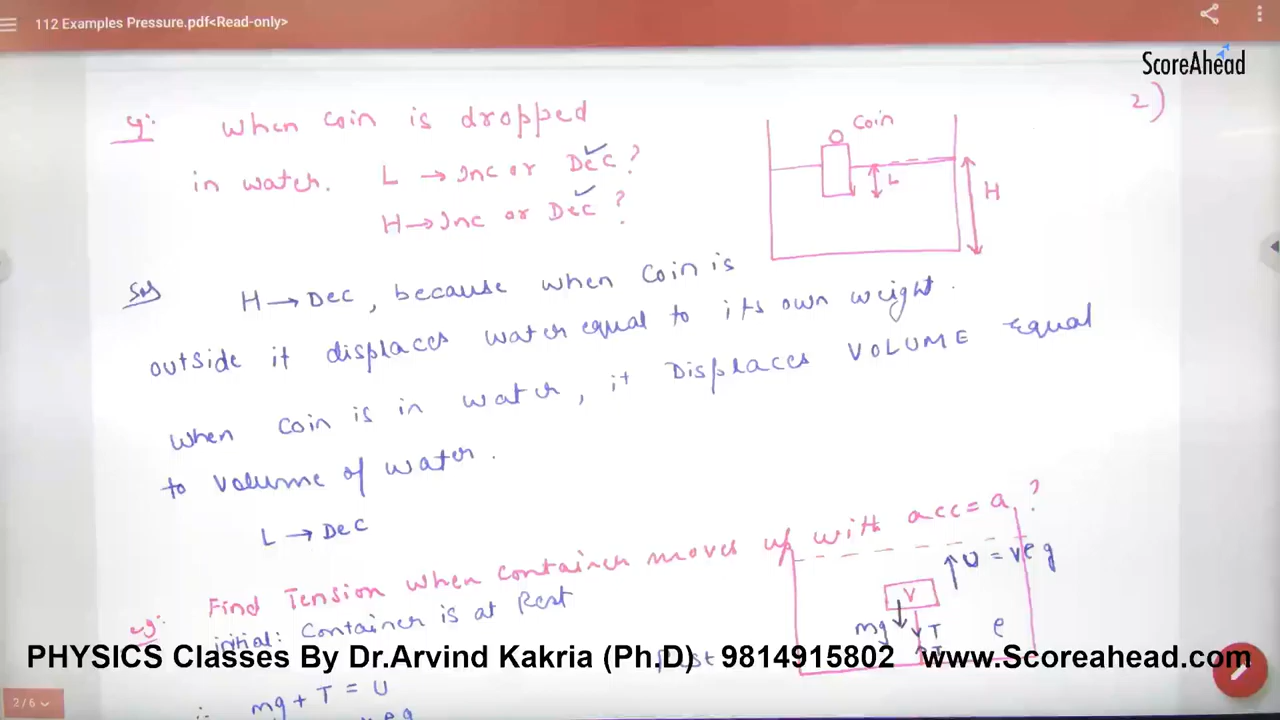 112 Examples Pressure.pdf<Read-only>
ScoreAhead
2)
eg: When coin is dropped
in water. L → Inc or Dec?
H → Inc or Dec?
Coin
L
H
Sol H → Dec, because when coin is
outside it displaces water equal to its own weight.
When coin is in water, it Displaces VOLUME Equal
to volume of water.
L → Dec
eg: Find Tension when container moves up with acc = a, ?
initial: Container is at Rest
U = veg
V
mg
T
e
PHYSICS Classes By Dr.Arvind Kakria (Ph.D) 9814915802 www.Scoreahead.com
2/6
∴ mg + T = U